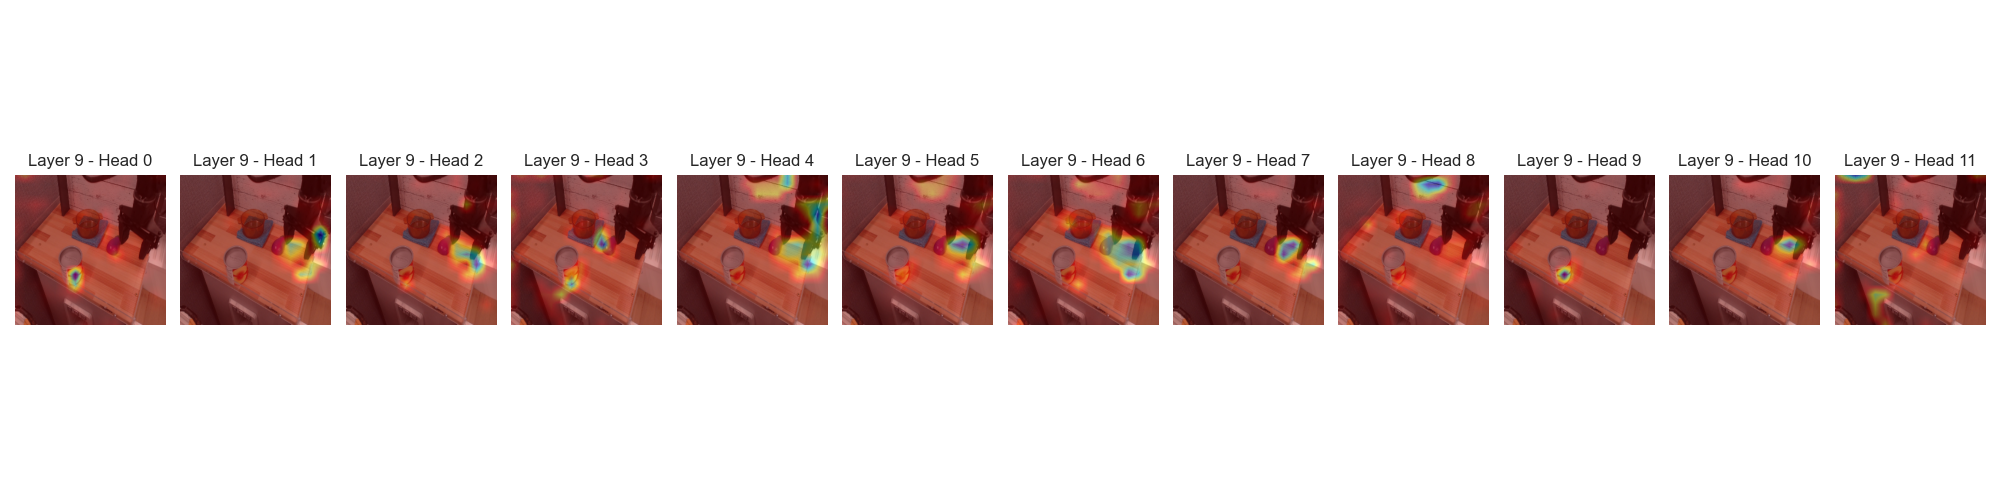 Layer 9 - Head 0
Layer 9 - Head 1
Layer 9 - Head 2
Layer 9 - Head 3
Layer 9 - Head 4
Layer 9 - Head 5
Layer 9 - Head 6
Layer 9 - Head 7
Layer 9 - Head 8
Layer 9 - Head 9
Layer 9 - Head 10
Layer 9 - Head 11